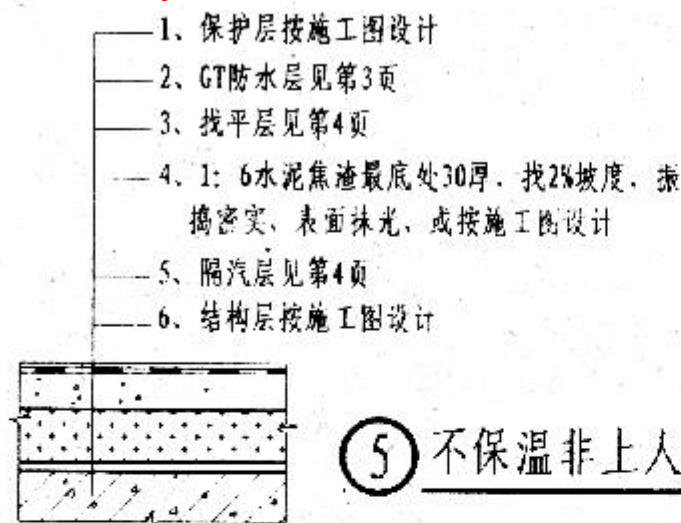 1、保护层按施工图设计
2、GT防水层见第3页
3、找平层见第4页
4、1：6水泥焦渣最底处30厚、找2%坡度、振
捣密实、表面抹光、或按施工图设计
5、隔汽层见第4页
6、结构层按施工图设计
5 不保温非上人